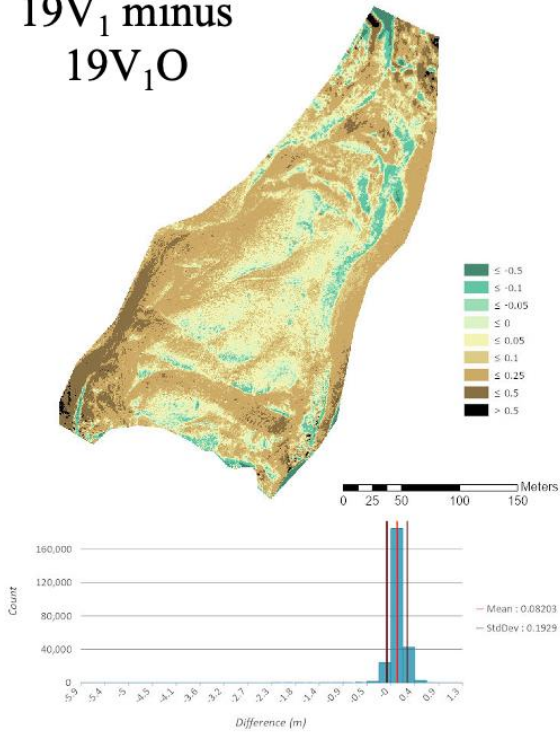 19V₁ minus
19V₁O
≤ -0.5
≤ -0.1
≤ -0.05
≤ 0
≤ 0.05
≤ 0.1
≤ 0.25
≤ 0.5
> 0.5
Meters
0 25 50 100 150
160,000
120,000
80,000
40,000
0
Count
Mean : 0.08203
StdDev : 0.1929
-5.9 -5.4 -5 -4.5 -4.1 -3.6 -3.2 -2.7 -2.3 -1.8 -1.4 -0.9 -0.5 -0 0.4 0.9 1.3
Difference (m)